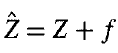 Ẑ = Z + f